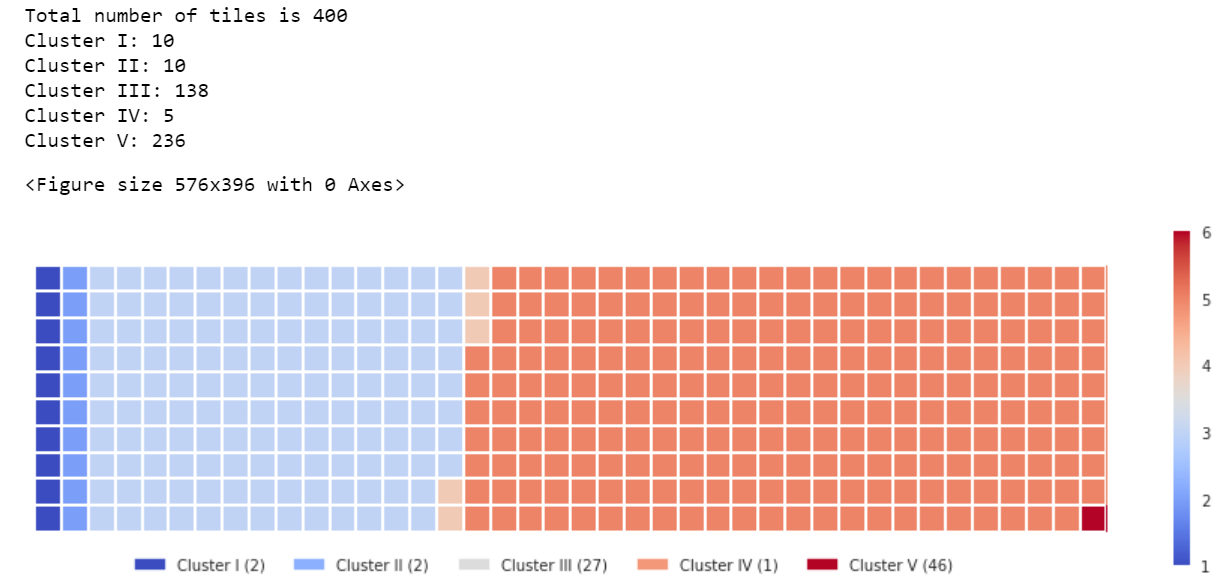 Total number of tiles is 400
Cluster I: 10
Cluster II: 10
Cluster III: 138
Cluster IV: 5
Cluster V: 236
<Figure size 576x396 with 0 Axes>
6
5
4
3
2
1
Cluster I (2) Cluster II (2) Cluster III (27) Cluster IV (1) Cluster V (46)